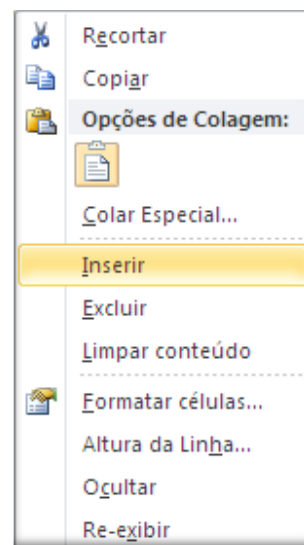 Recortar
Copiar
Opções de Colagem:
Colar Especial...
Inserir
Excluir
Limpar conteúdo
Formatar células...
Altura da Linha...
Ocultar
Re-exibir